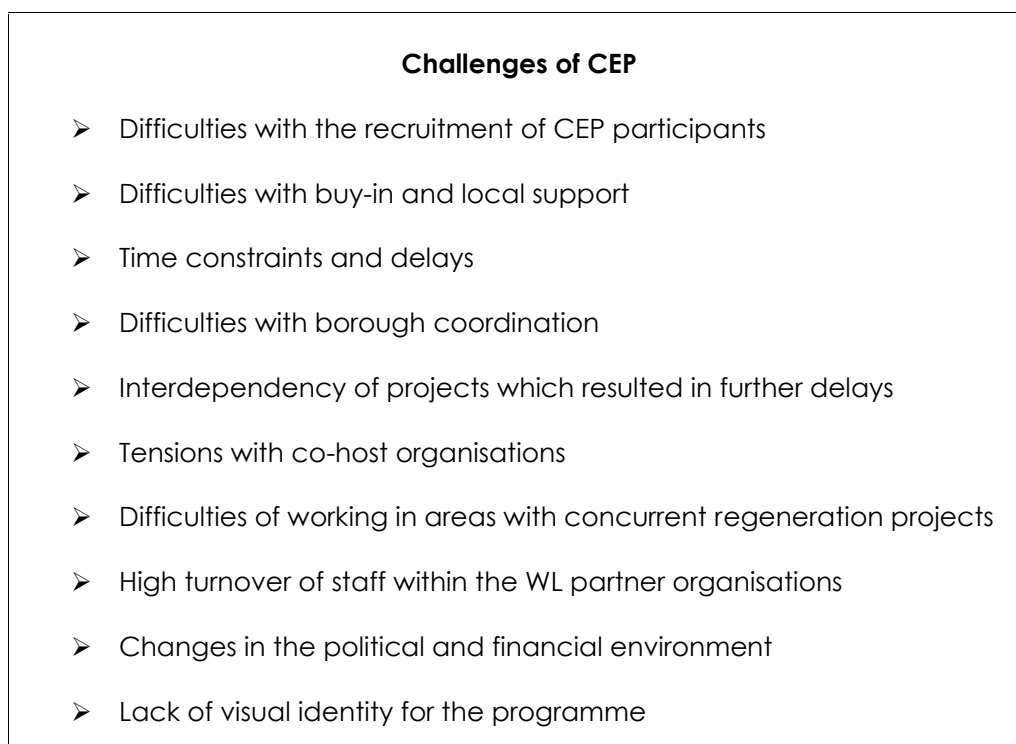 Challenges of CEP
➢ Difficulties with the recruitment of CEP participants
➢ Difficulties with buy-in and local support
➢ Time constraints and delays
➢ Difficulties with borough coordination
➢ Interdependency of projects which resulted in further delays
➢ Tensions with co-host organisations
➢ Difficulties of working in areas with concurrent regeneration projects
➢ High turnover of staff within the WL partner organisations
➢ Changes in the political and financial environment
➢ Lack of visual identity for the programme